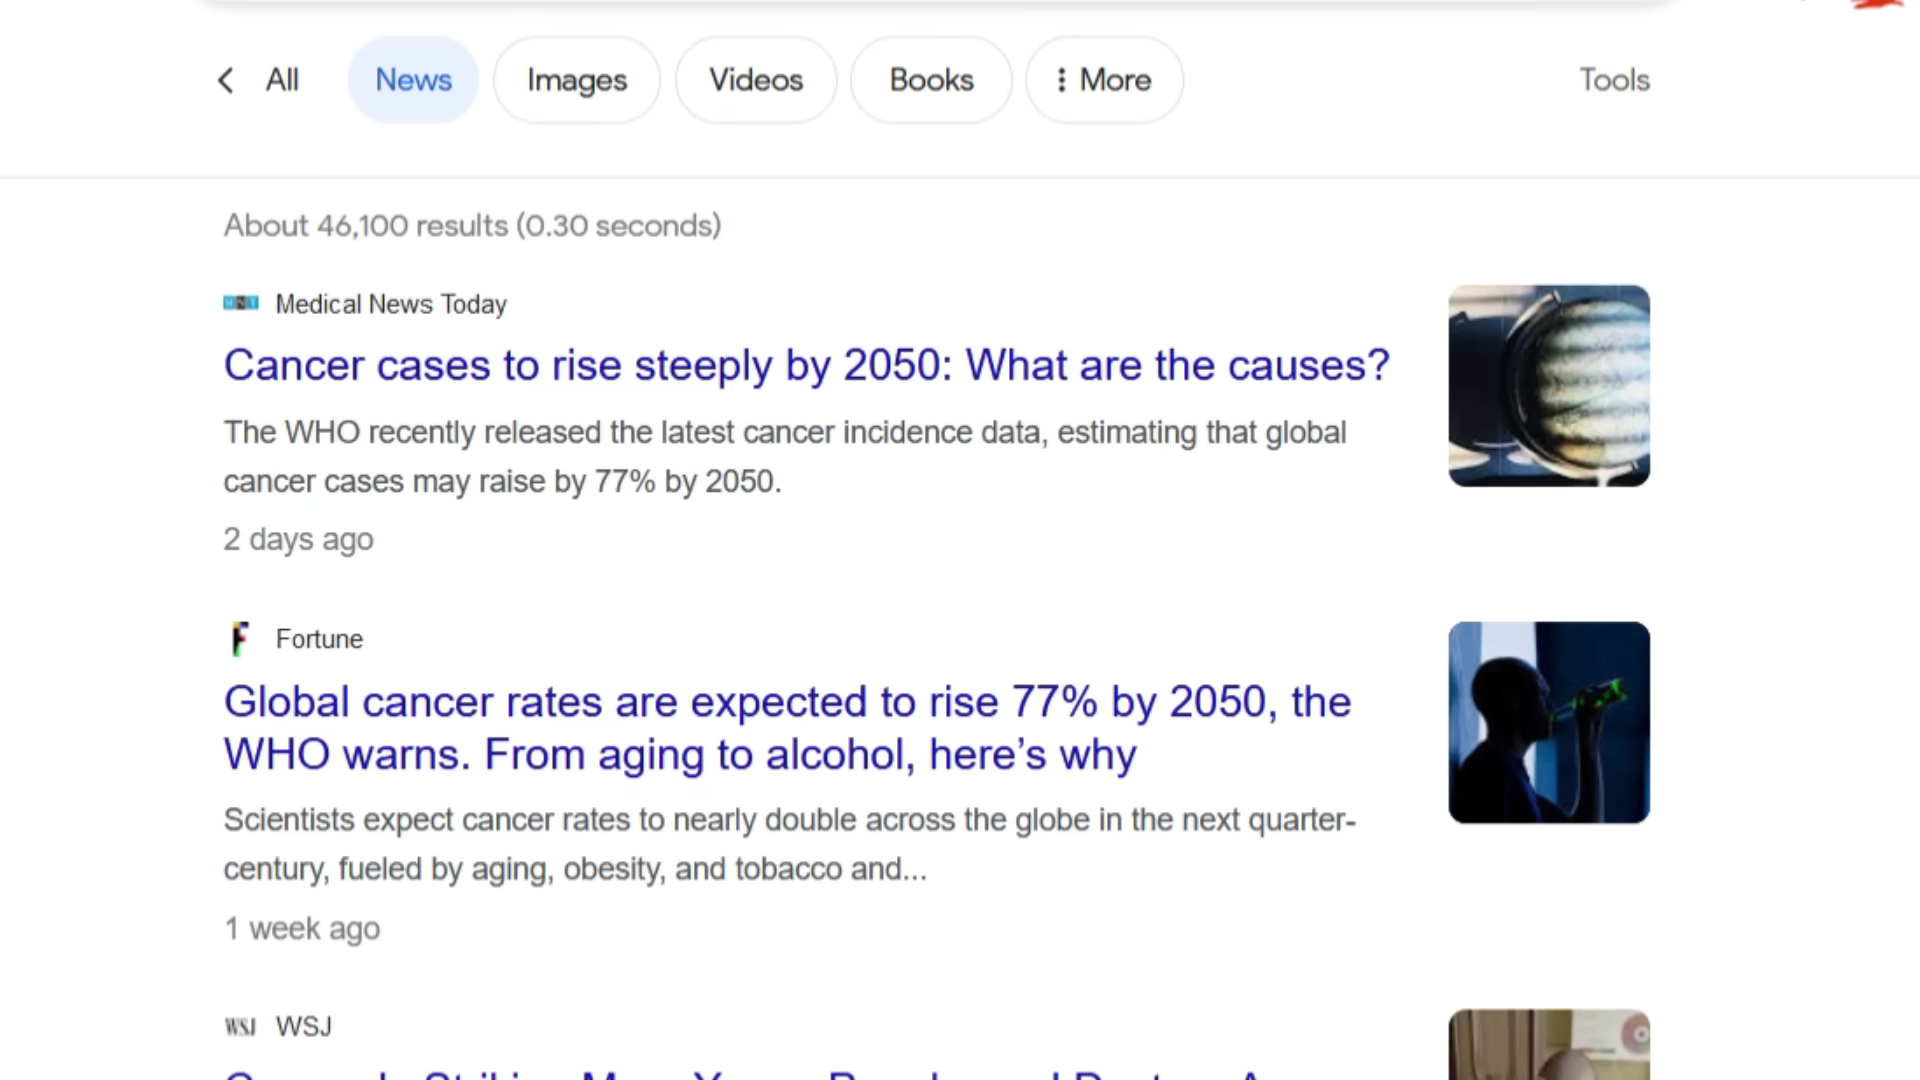 All News Images Videos Books More Tools
About 46,100 results (0.30 seconds)
Medical News Today
Cancer cases to rise steeply by 2050: What are the causes?
The WHO recently released the latest cancer incidence data, estimating that global
cancer cases may raise by 77% by 2050.
2 days ago
Fortune
Global cancer rates are expected to rise 77% by 2050, the
WHO warns. From aging to alcohol, here’s why
Scientists expect cancer rates to nearly double across the globe in the next quarter-
century, fueled by aging, obesity, and tobacco and...
1 week ago
WSJ WSJ